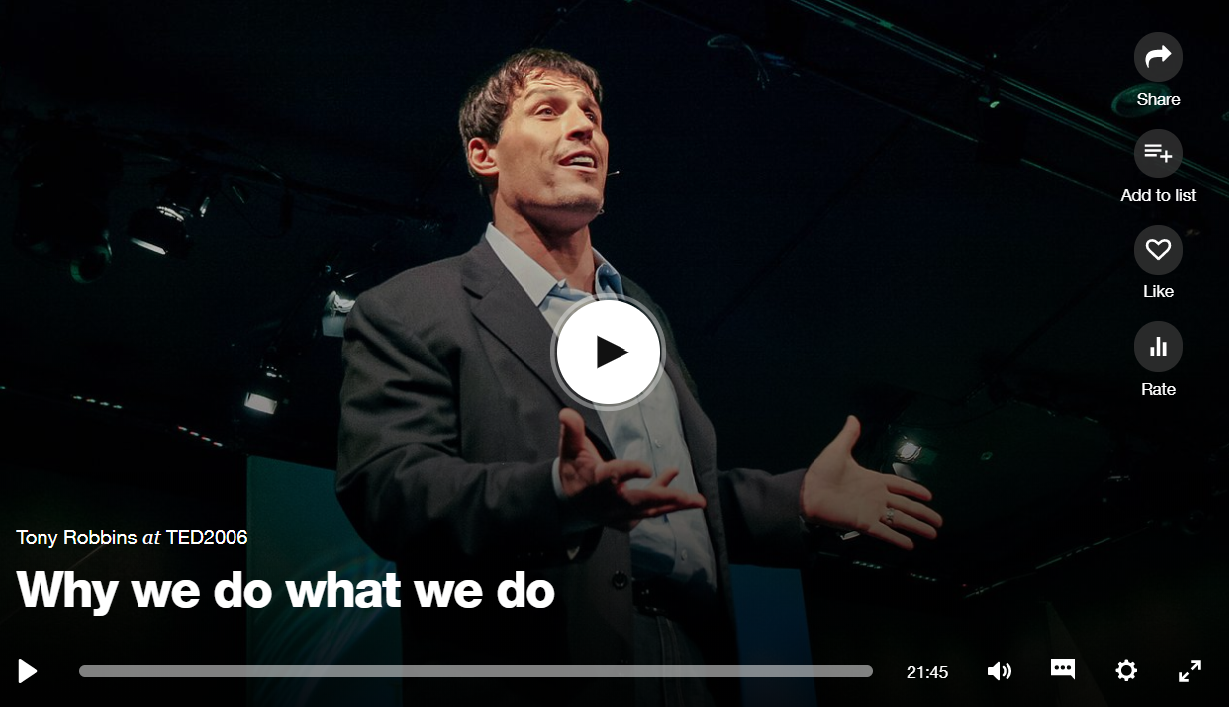 Share
Add to list
Like
Rate
Tony Robbins at TED2006
Why we do what we do
21:45